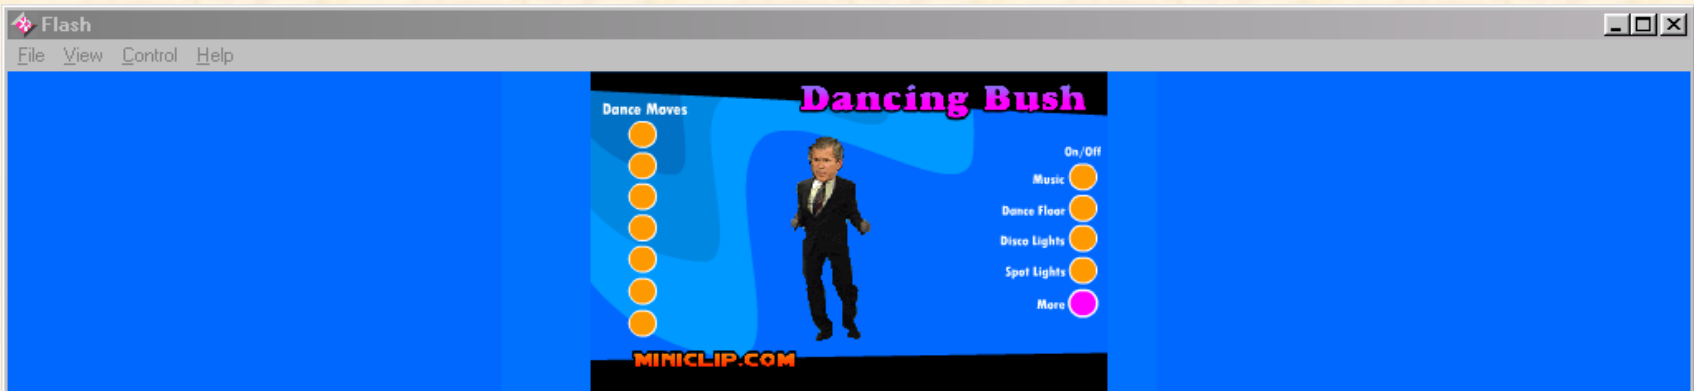 Flash
File View Control Help
Dancing Bush
Dance Moves
On/Off
Music
Dance Floor
Disco Lights
Spot Lights
More
MINICLIP.COM